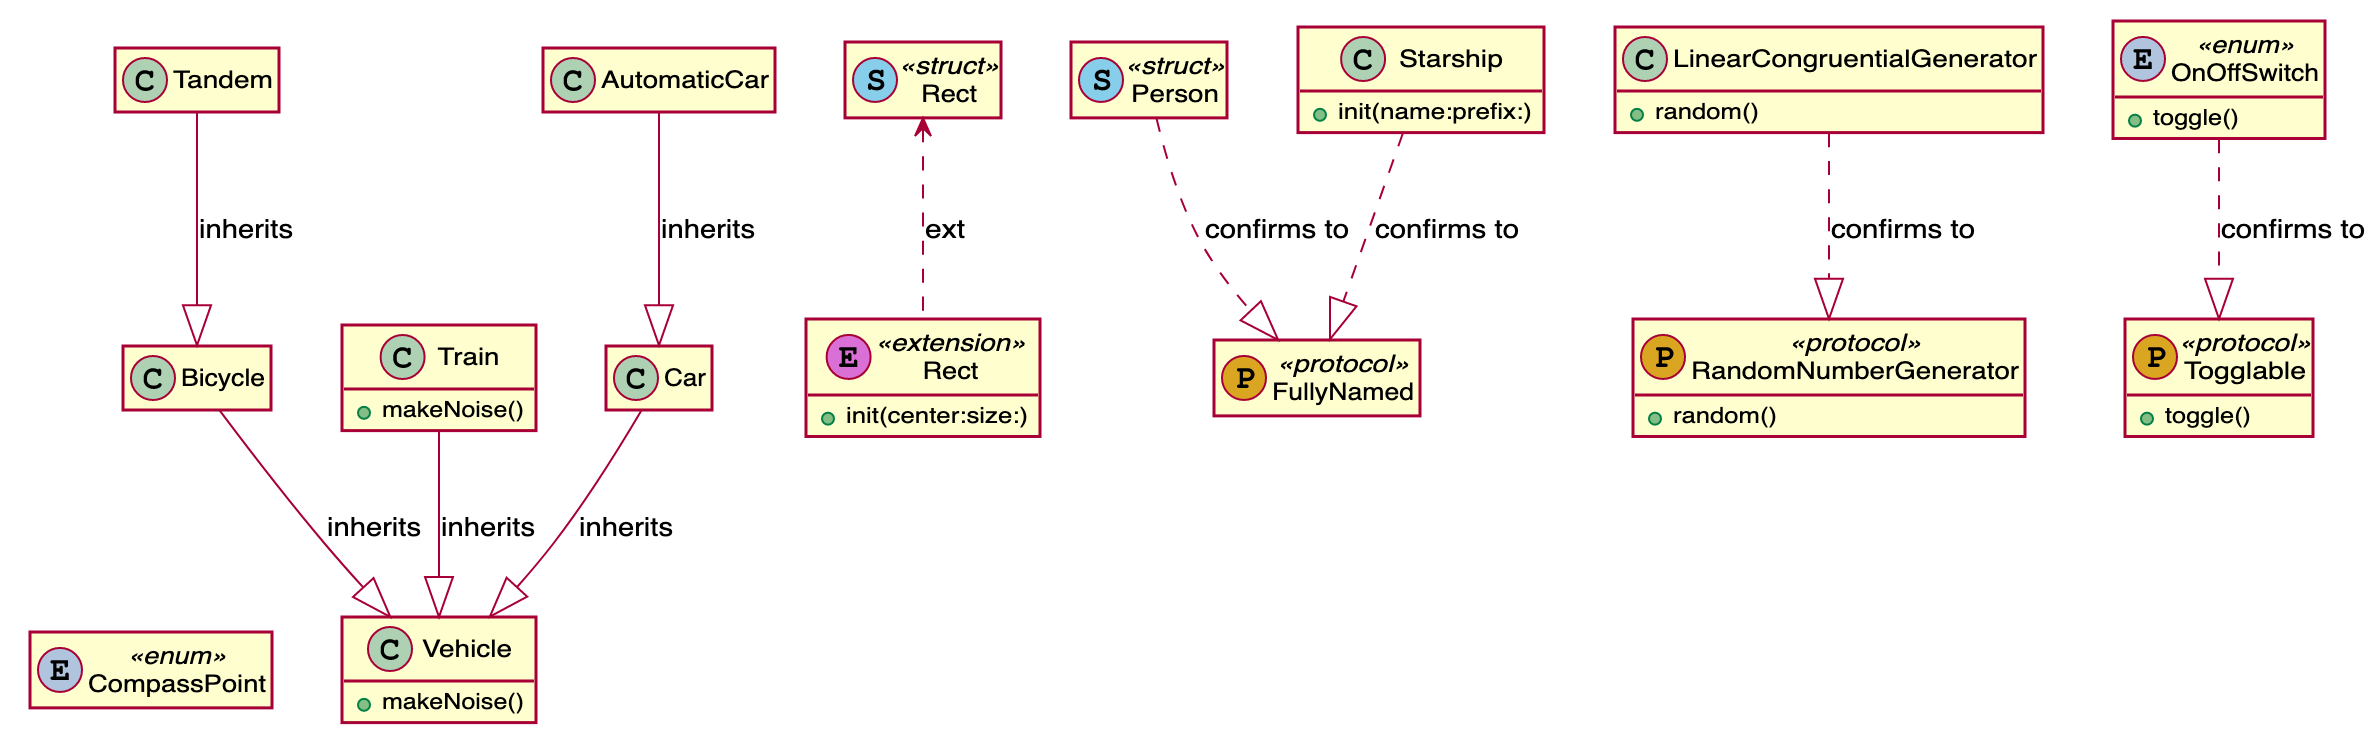 C Tandem
C AutomaticCar
S «struct»
Rect
S «struct»
Person
C Starship
init(name:prefix:)
C LinearCongruentialGenerator
random()
E «enum»
OnOffSwitch
toggle()
inherits
inherits
ext
confirms to
confirms to
confirms to
confirms to
C Bicycle
C Train
makeNoise()
C Car
E «extension»
Rect
init(center:size:)
P «protocol»
FullyNamed
P «protocol»
RandomNumberGenerator
random()
P «protocol»
Togglable
toggle()
inherits
inherits
inherits
E «enum»
CompassPoint
C Vehicle
makeNoise()